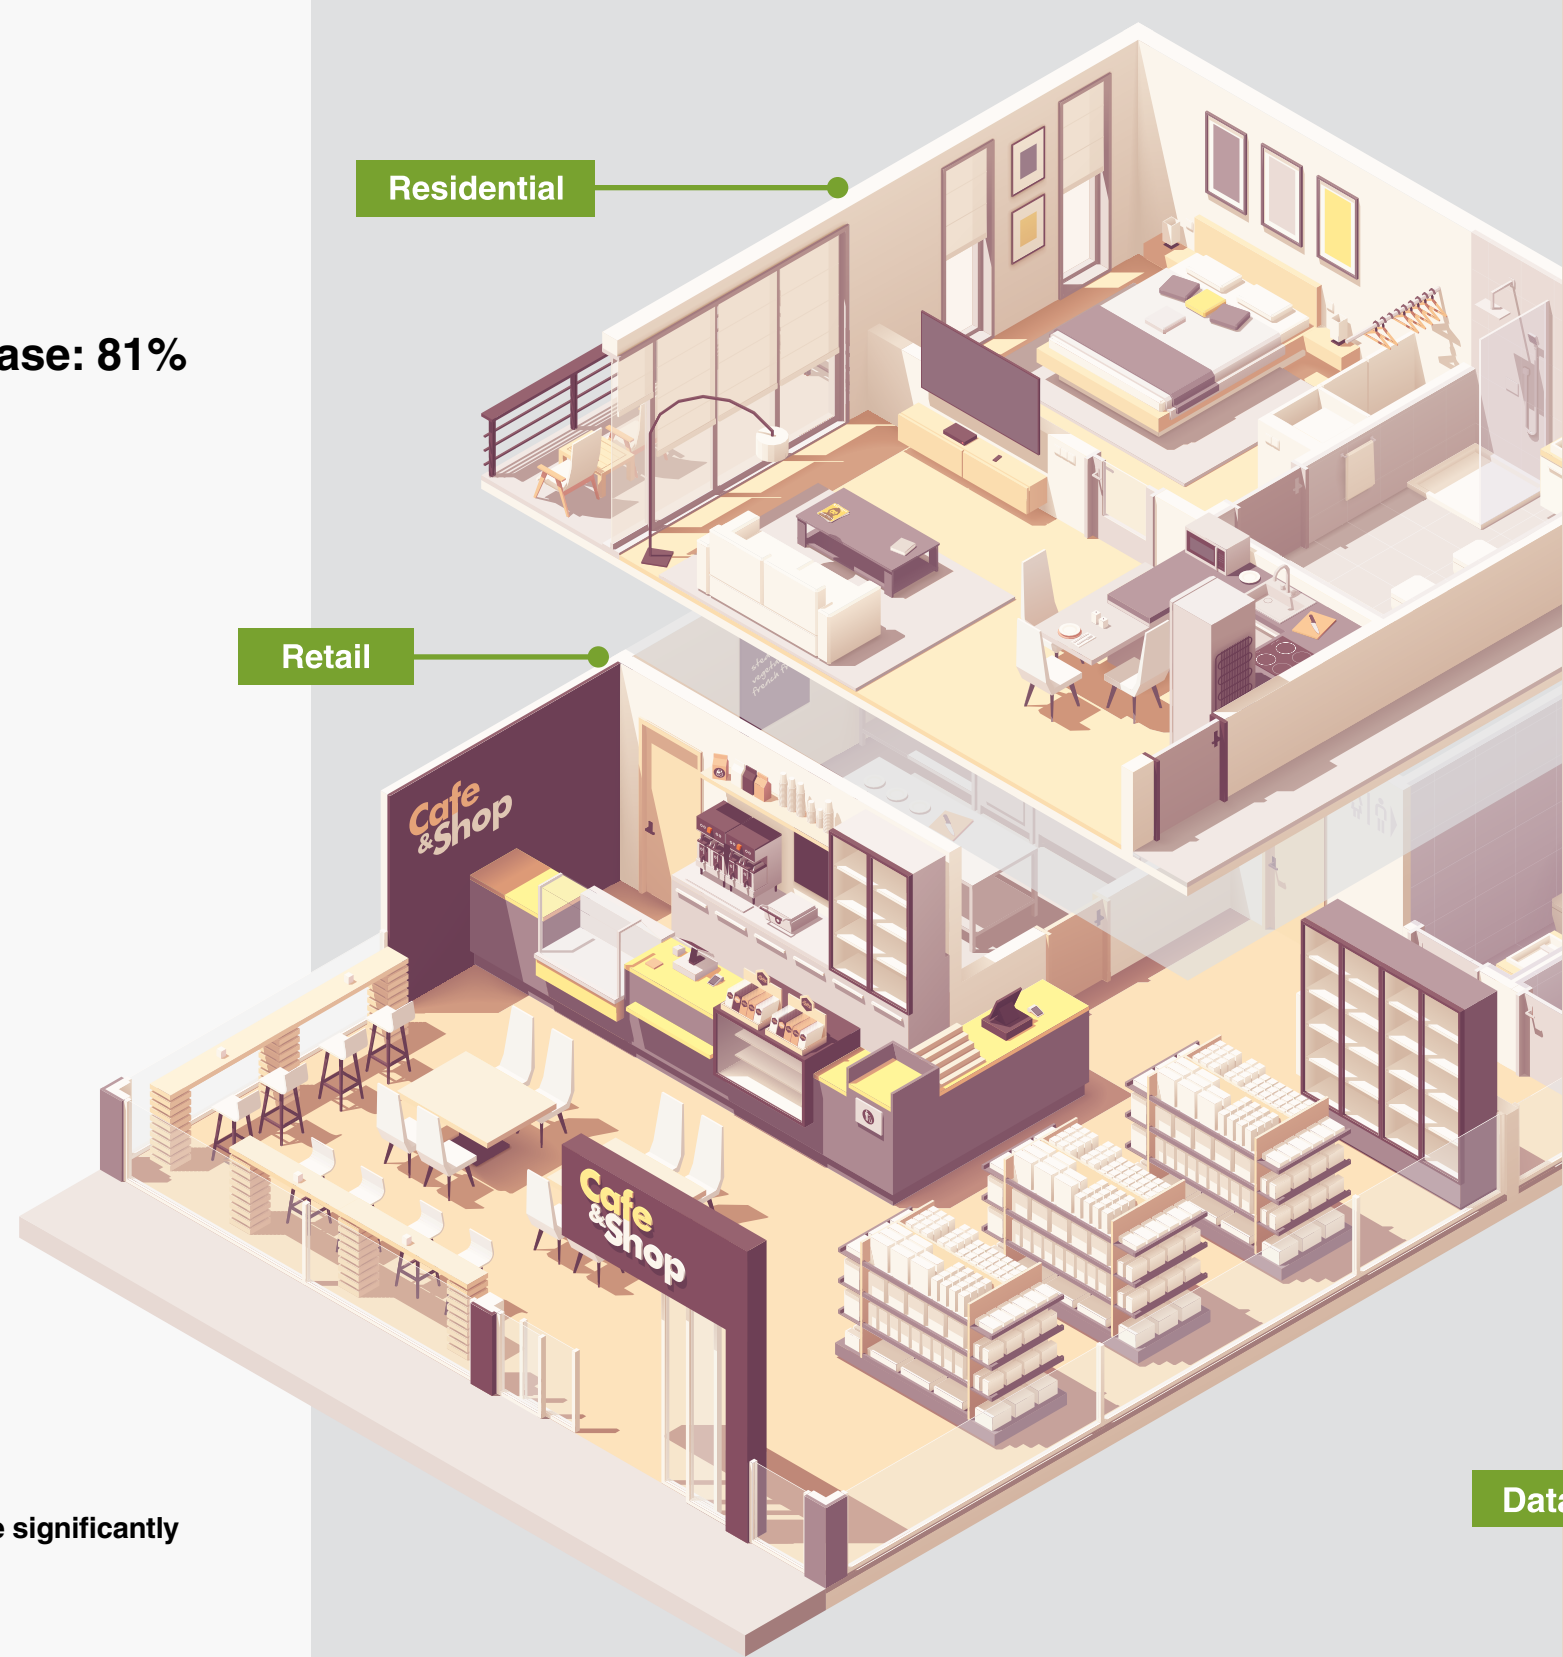 Residential
ase: 81%
Retail
Cafe
&Shop
Cafe
&Shop
Data
e significantly